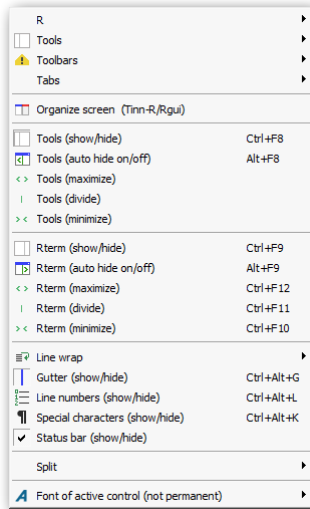 R
Tools
Toolbars
Tabs
Organize screen (Tinn-R/Rgui)
Tools (show/hide) Ctrl+F8
Tools (auto hide on/off) Alt+F8
Tools (maximize)
Tools (divide)
Tools (minimize)
Rterm (show/hide) Ctrl+F9
Rterm (auto hide on/off) Alt+F9
Rterm (maximize) Ctrl+F12
Rterm (divide) Ctrl+F11
Rterm (minimize) Ctrl+F10
Line wrap
Gutter (show/hide) Ctrl+Alt+G
Line numbers (show/hide) Ctrl+Alt+L
Special characters (show/hide) Ctrl+Alt+K
Status bar (show/hide)
Split
Font of active control (not permanent)